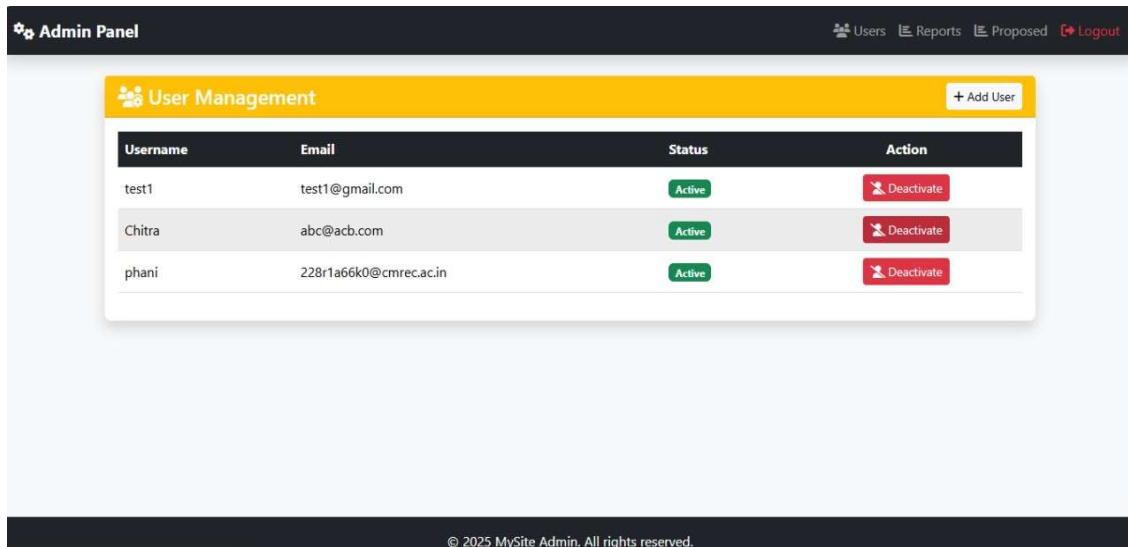 Admin Panel Users Reports Proposed Logout
User Management + Add User
Username Email Status Action
test1 test1@gmail.com Active Deactivate
Chitra abc@acb.com Active Deactivate
phani 228r1a66k0@cmrec.ac.in Active Deactivate
© 2025 MySite Admin. All rights reserved.